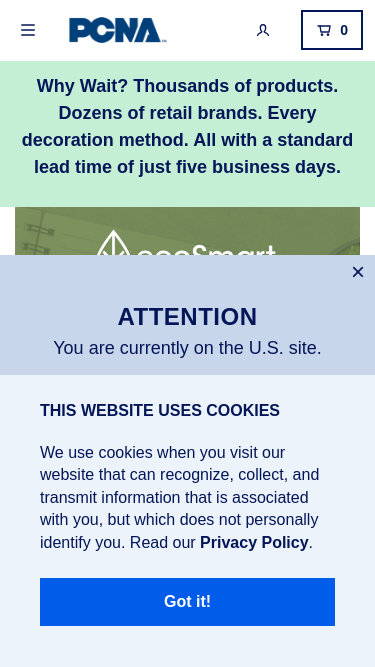 PCNA
0
Why Wait? Thousands of products.
Dozens of retail brands. Every
decoration method. All with a standard
lead time of just five business days.
ecoSmart
×
ATTENTION
You are currently on the U.S. site.
THIS WEBSITE USES COOKIES
We use cookies when you visit our
website that can recognize, collect, and
transmit information that is associated
with you, but which does not personally
identify you. Read our Privacy Policy.
Got it!